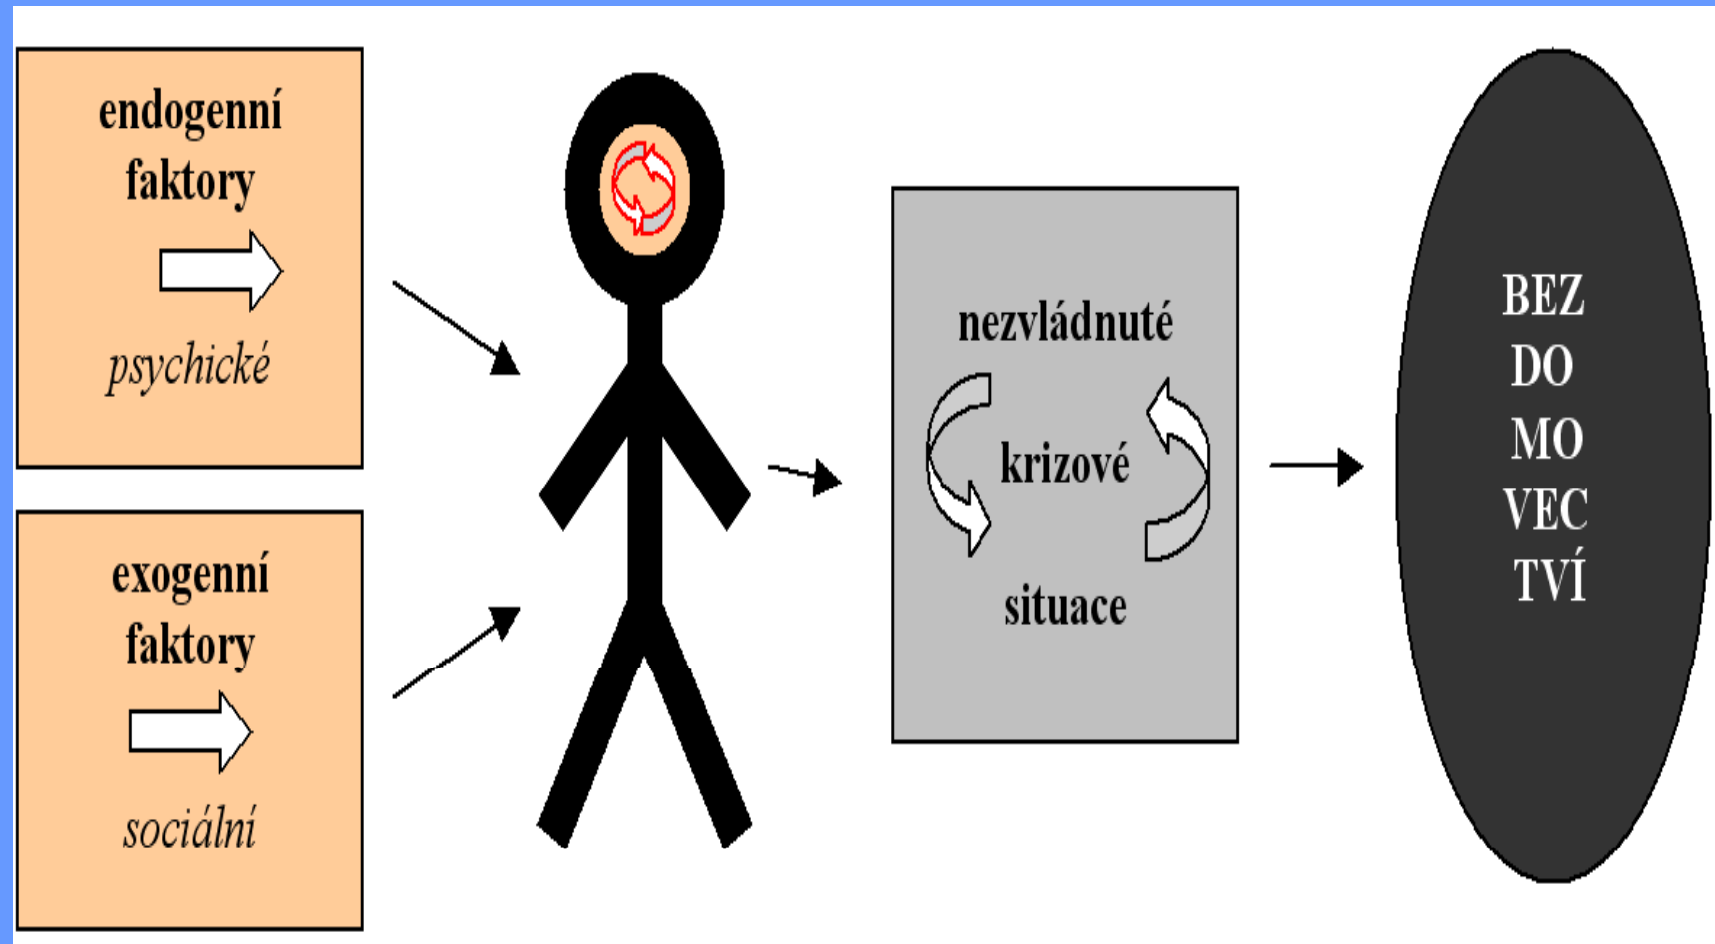 endogenní
faktory
psychické
exogenní
faktory
sociální
nezvládnuté
krizové
situace
BEZ
DO
MO
VEC
TVÍ